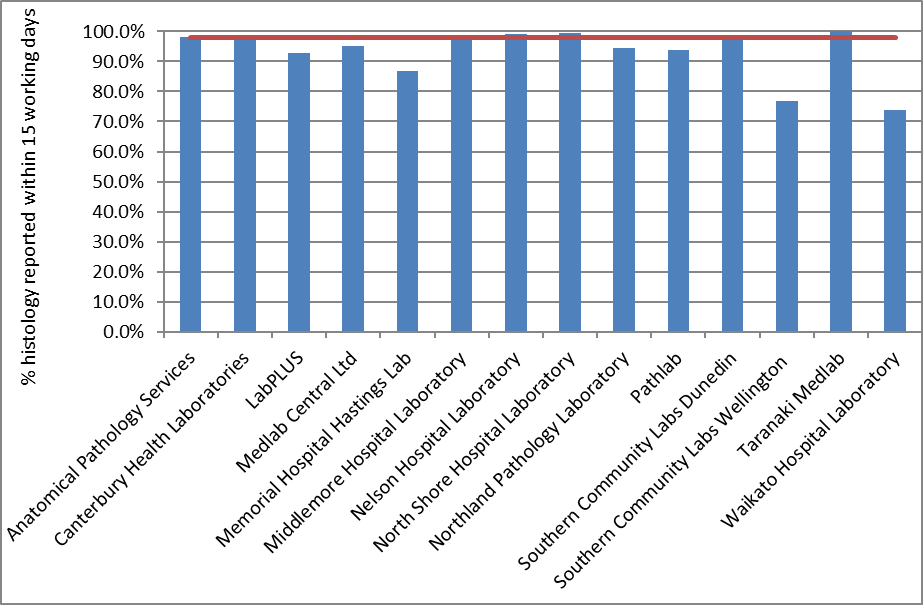 % histology reported within 15 working days
100.0%
90.0%
80.0%
70.0%
60.0%
50.0%
40.0%
30.0%
20.0%
10.0%
0.0%
Anatomical Pathology Services
Canterbury Health Laboratories
LabPLUS
Medlab Central Ltd
Memorial Hospital Hastings Lab
Middlemore Hospital Laboratory
Nelson Hospital Laboratory
North Shore Hospital Laboratory
Northland Pathology Laboratory
Pathlab
Southern Community Labs Dunedin
Southern Community Labs Wellington
Taranaki Medlab
Waikato Hospital Laboratory